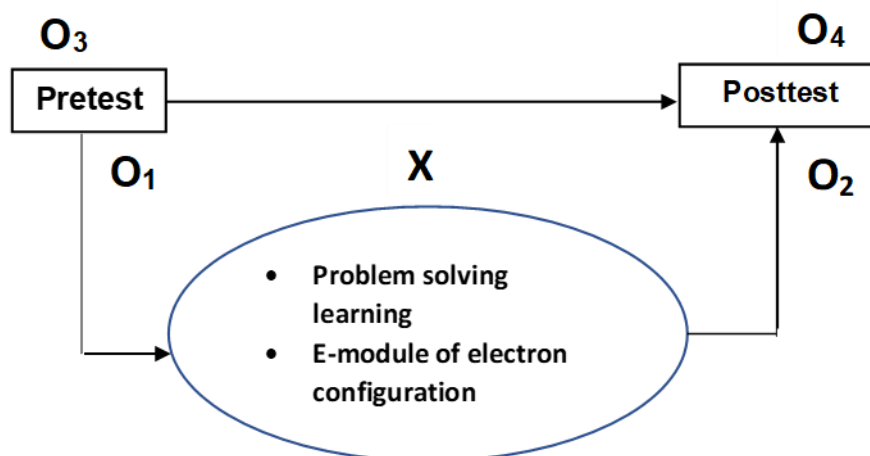 O₃
O₄
Pretest
Posttest
O₁
X
O₂
• Problem solving
learning
• E-module of electron
configuration